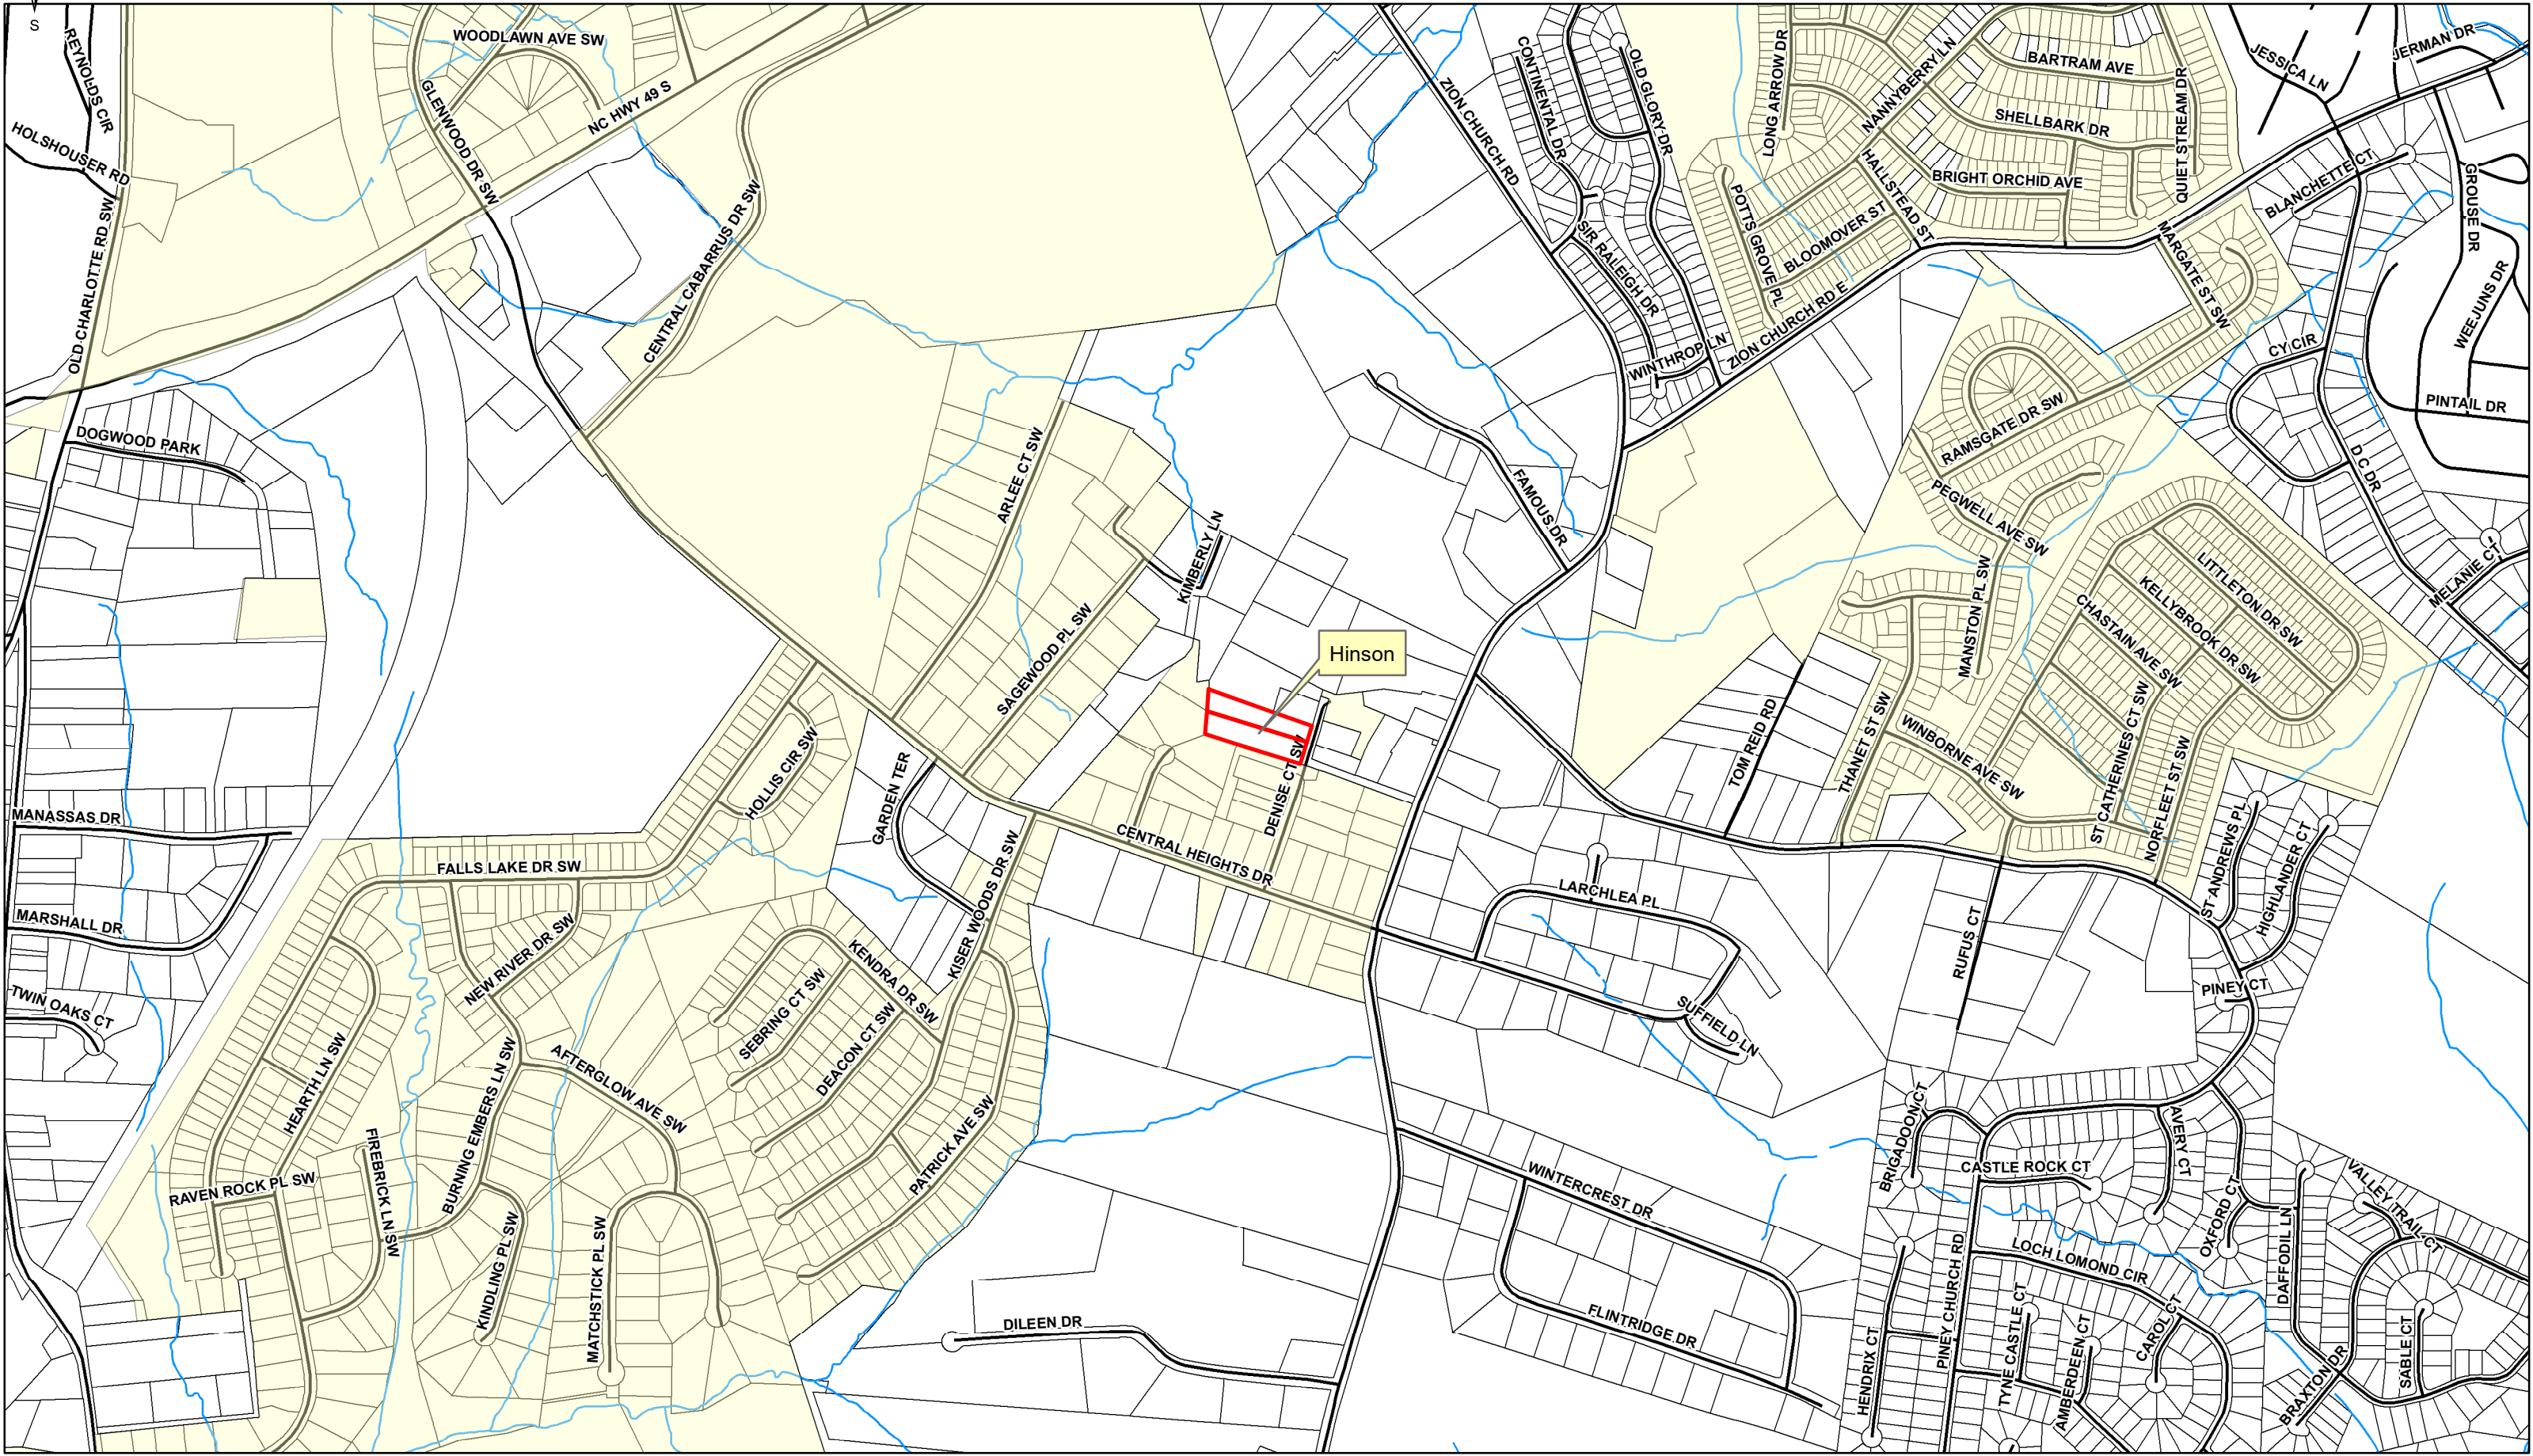 S
REYNOLDS CIR
WOODLAWN AVE SW
GLENWOOD DR SW
NC HWY 49 S
HOLSHOUSER RD
OLD CHARLOTTE RD SW
CENTRAL CABARRUS DR SW
ZION CHURCH RD
CONTINENTAL DR
OLD GLORY DR
LONG ARROW DR
NANNYBERRY LN
BARTRAM AVE
SHELLBARK DR
QUIET STREAM DR
JESSICA LN
JERMAN DR
HALLSTEAD ST
BRIGHT ORCHID AVE
BLANCHETTE CT
GROUSE DR
POTTS GROVE PL
BLOOMOVER ST
SIR RALEIGH DR
MARGATE ST SW
WEEJUNS DR
WINTHROP LN
ZION CHURCH RD E
CY CIR
PINTAIL DR
RAMSGATE DR SW
DOGWOOD PARK
ARLEE CT SW
FAMOUS DR
D C DR
PEGWELL AVE SW
KIMBERLY LN
MANSTON PL SW
LITTLETON DR SW
KELLYBROOK DR SW
CHASTAIN AVE SW
MELANIE CT
SAGEWOOD PL SW
Hinson
TOM REID RD
THANET ST SW
WINBORNE AVE SW
ST CATHERINES CT SW
NORFLEET ST SW
HOLLIS CIR SW
GARDEN TER
DENISE CT SW
MANASSAS DR
CENTRAL HEIGHTS DR
FALLS LAKE DR SW
KISER WOODS DR SW
LARCHLEA PL
ST ANDREWS PL
HIGHLANDER CT
MARSHALL DR
NEW RIVER DR SW
KENDRA DR SW
RUFUS CT
TWIN OAKS CT
SEBRING CT SW
DEACON CT SW
SUFFIELD LN
PINEY CT
HEARTH LN SW
BURNING EMBERS LN SW
AFTERGLOW AVE SW
PATRICK AVE SW
BRIGADOON CT
AVERY CT
RAVEN ROCK PL SW
FIREBRICK LN SW
WINTERCREST DR
CASTLE ROCK CT
VALLEY TRAIL CT
KINDLING PL SW
MATCHSTICK PL SW
OXFORD CT
DAFFODIL LN
LOCH LOMOND CIR
PINEY CHURCH RD
DILEEN DR
FLINTRIDGE DR
HENDRIX CT
TYNE CASTLE CT
AMBERDEEN CT
CAROL CT
BRAXTON DR
SABLE CT